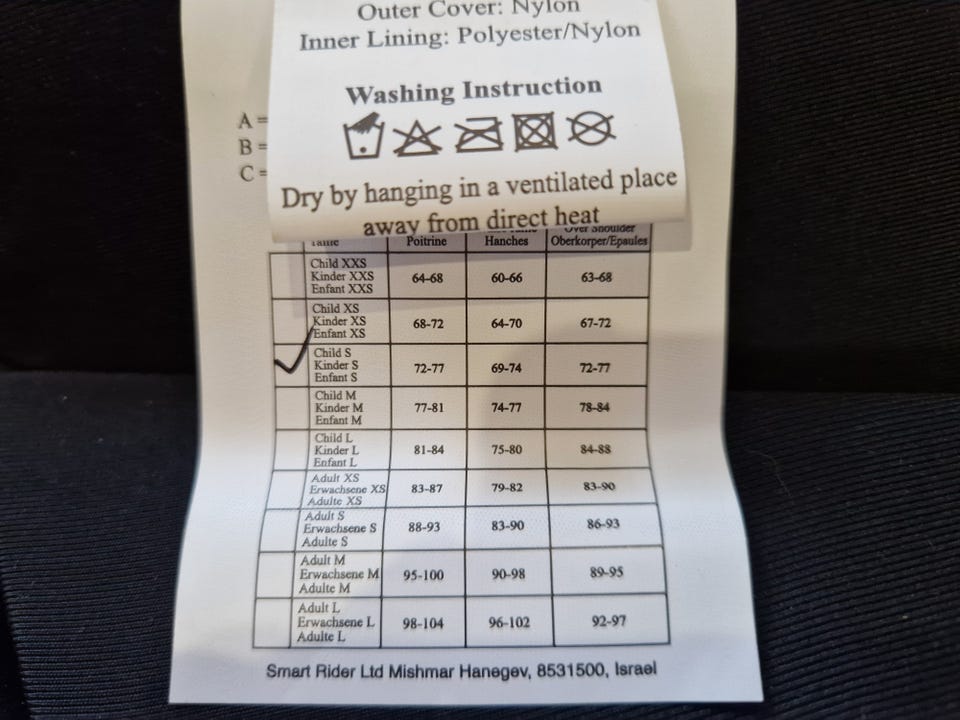 Outer Cover: Nylon
Inner Lining: Polyester/Nylon
Washing Instruction
A =
B =
C =
Dry by hanging in a ventilated place
away from direct heat
Over Shoulder
Poitrine Hanches Oberkorper/Epaules
Child XXS
Kinder XXS 64-68 60-66 63-68
Enfant XXS
Child XS
Kinder XS 68-72 64-70 67-72
Enfant XS
Child S
Kinder S 72-77 69-74 72-77
Enfant S
Child M
Kinder M 77-81 74-77 78-84
Enfant M
Child L
Kinder L 81-84 75-80 84-88
Enfant L
Adult XS
Erwachsene XS 83-87 79-82 83-90
Adulte XS
Adult S
Erwachsene S 88-93 83-90 86-93
Adulte S
Adult M
Erwachsene M 95-100 90-98 89-95
Adulte M
Adult L
Erwachsene L 98-104 96-102 92-97
Adulte L
Smart Rider Ltd Mishmar Hanegev, 8531500, Israel